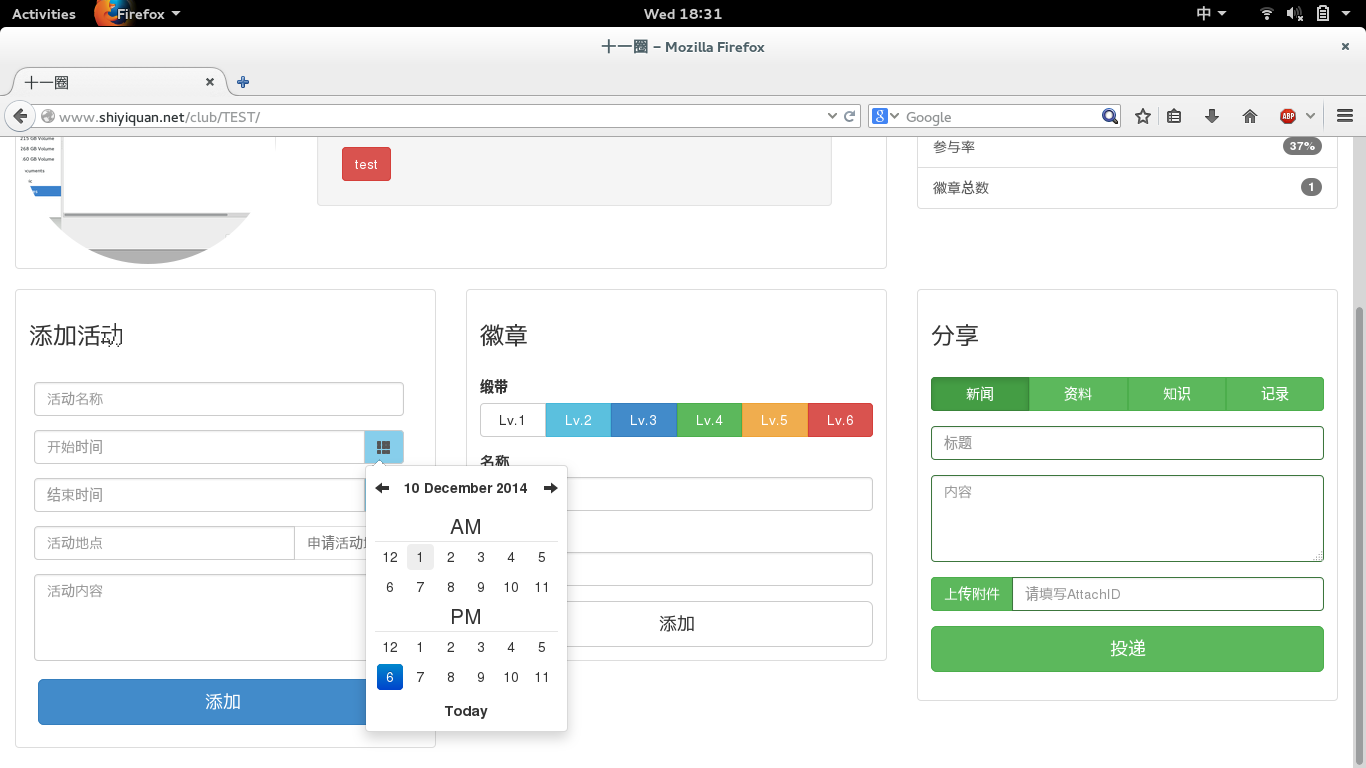 Activities Firefox Wed 18:31 中
十一圈 – Mozilla Firefox
十一圈
www.shiyiquan.net/club/TEST/ Google ABP
215 GB Volume
268 GB Volume
60 GB Volume
test
参与率 37%
徽章总数 1
添加活动
活动名称
开始时间
结束时间
活动地点 申请活动
活动内容
添加
10 December 2014
AM
12 1 2 3 4 5
6 7 8 9 10 11
PM
12 1 2 3 4 5
6 7 8 9 10 11
Today
徽章
缎带
Lv.1 Lv.2 Lv.3 Lv.4 Lv.5 Lv.6
名称
添加
分享
新闻 资料 知识 记录
标题
内容
上传附件 请填写AttachID
投递